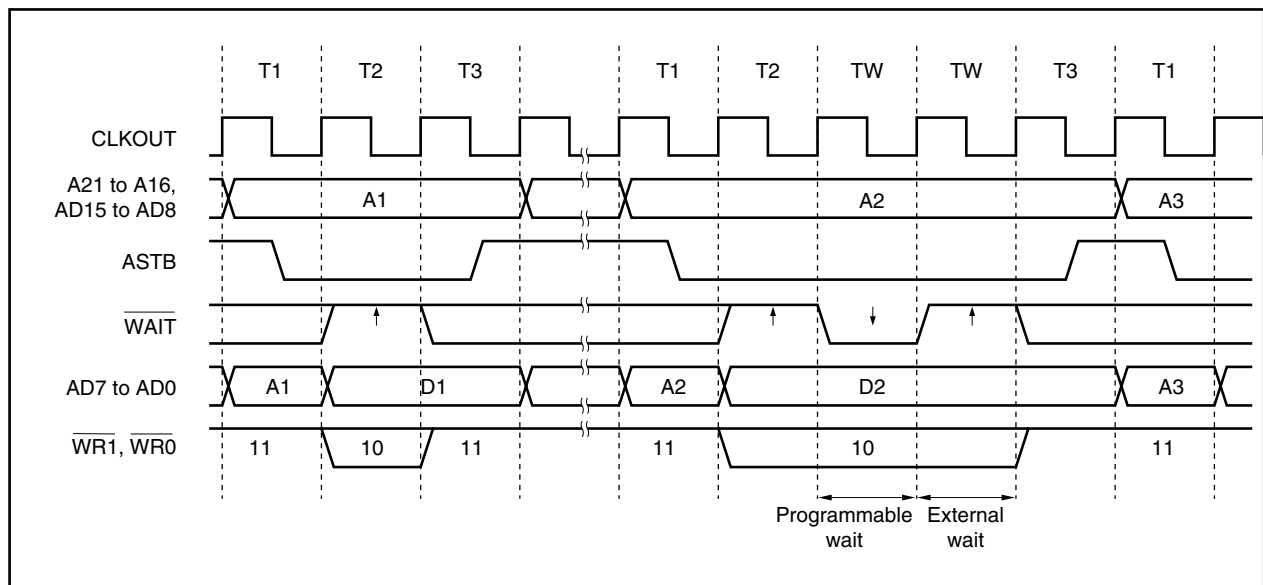 T1 T2 T3 T1 T2 TW TW T3 T1
CLKOUT
A21 to A16,
AD15 to AD8
A1 A2 A3
ASTB
WAIT
AD7 to AD0 A1 D1 A2 D2 A3
WR1, WR0 11 10 11 11 10 11
Programmable
wait
External
wait